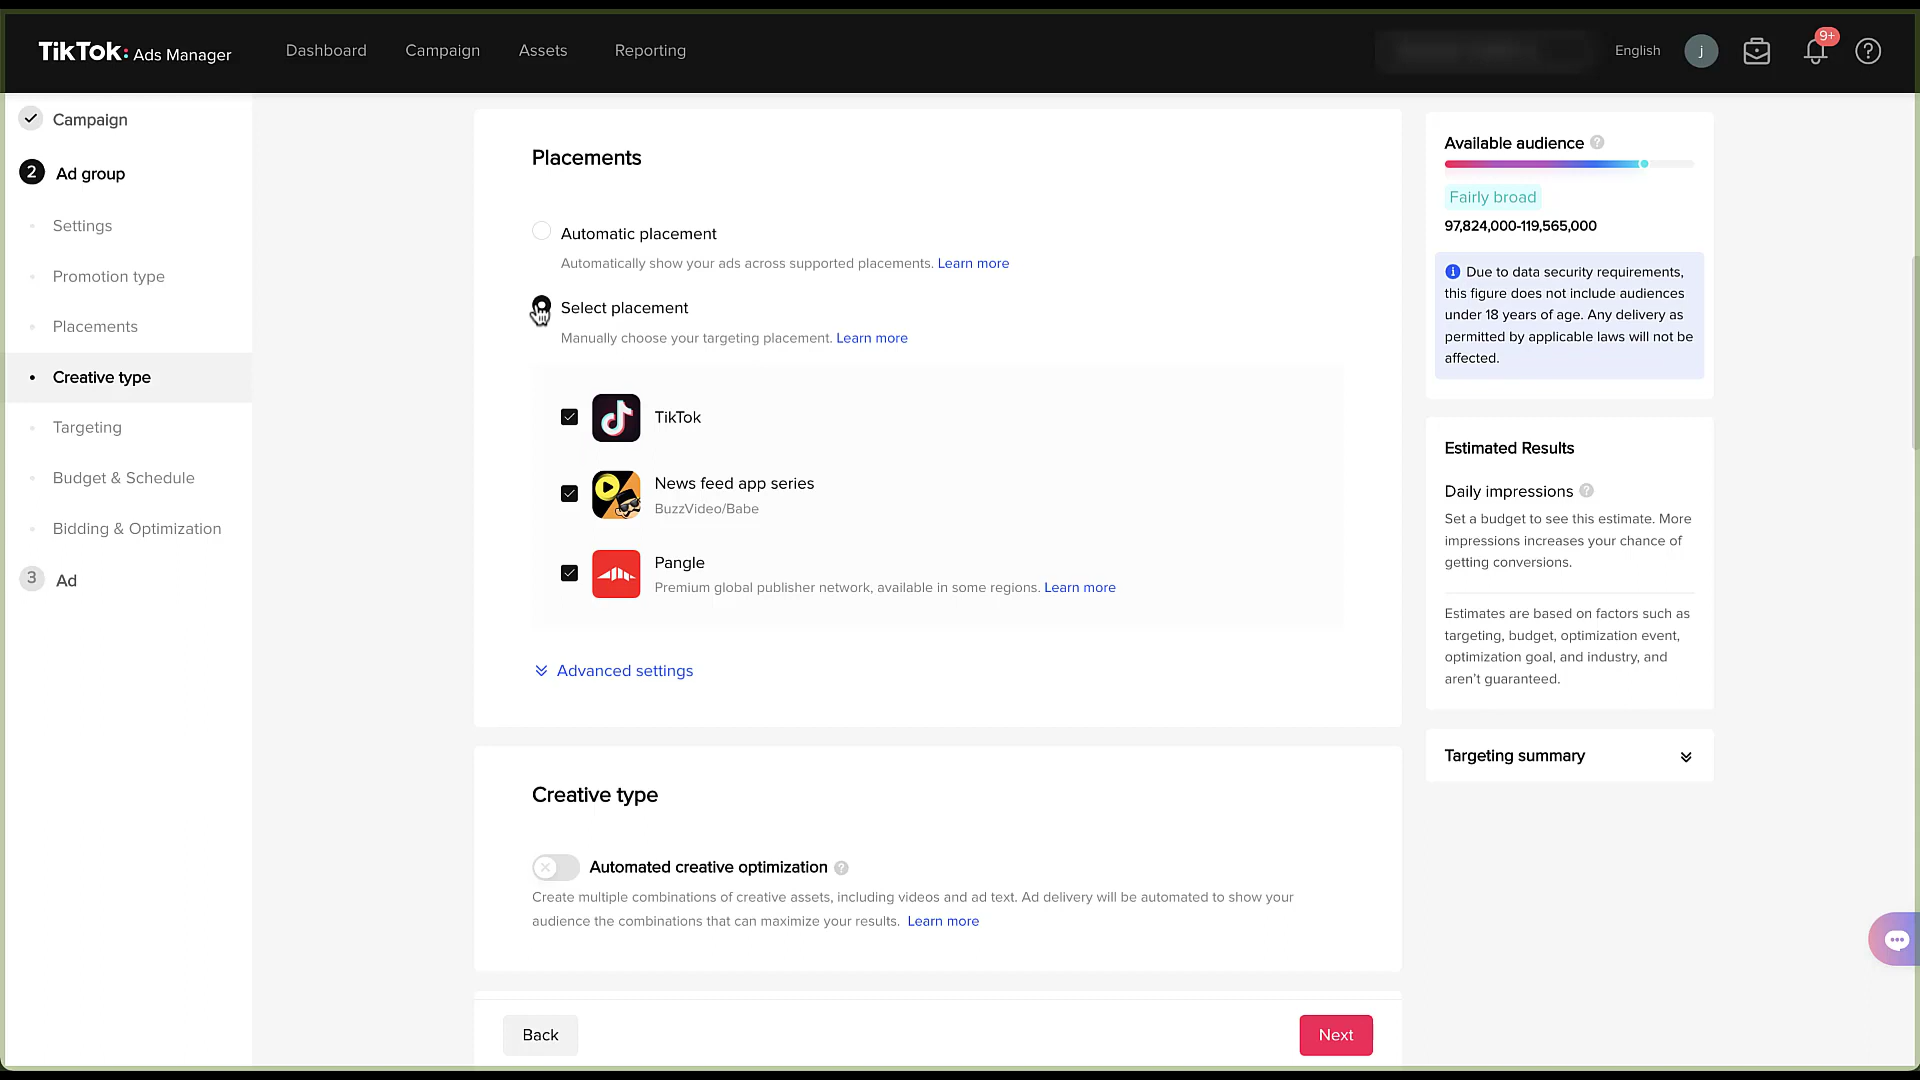 TikTok: Ads Manager
Dashboard
Campaign
Assets
Reporting
English
j
9+
Campaign
2 Ad group
Settings
Promotion type
Placements
Creative type
Targeting
Budget & Schedule
Bidding & Optimization
3 Ad
Placements
Automatic placement
Automatically show your ads across supported placements. Learn more
Select placement
Manually choose your targeting placement. Learn more
TikTok
News feed app series
BuzzVideo/Babe
Pangle
Premium global publisher network, available in some regions. Learn more
Advanced settings
Creative type
Automated creative optimization
Create multiple combinations of creative assets, including videos and ad text. Ad delivery will be automated to show your
audience the combinations that can maximize your results. Learn more
Back
Next
Available audience
Fairly broad
97,824,000-119,565,000
Due to data security requirements,
this figure does not include audiences
under 18 years of age. Any delivery as
permitted by applicable laws will not be
affected.
Estimated Results
Daily impressions
Set a budget to see this estimate. More
impressions increases your chance of
getting conversions.
Estimates are based on factors such as
targeting, budget, optimization event,
optimization goal, and industry, and
aren't guaranteed.
Targeting summary